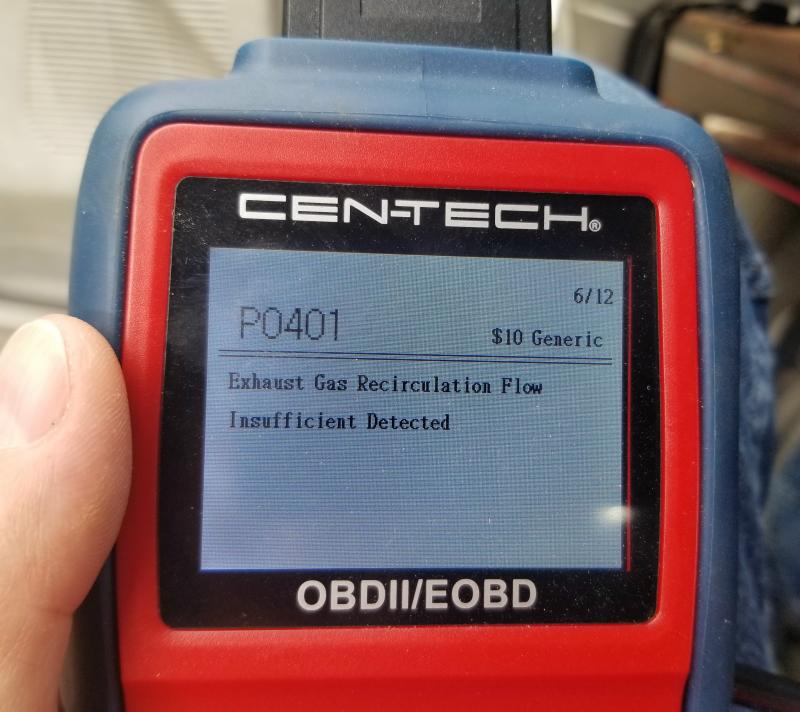 CEN-TECH®
6/12
P0401
$10 Generic
Exhaust Gas Recirculation Flow
Insufficient Detected
OBDII/EOBD